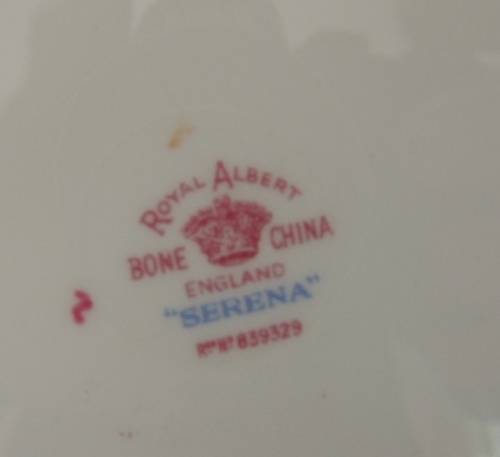 ROYAL ALBERT
BONE CHINA
ENGLAND
"SERENA"
Rᵈ Nº 839329